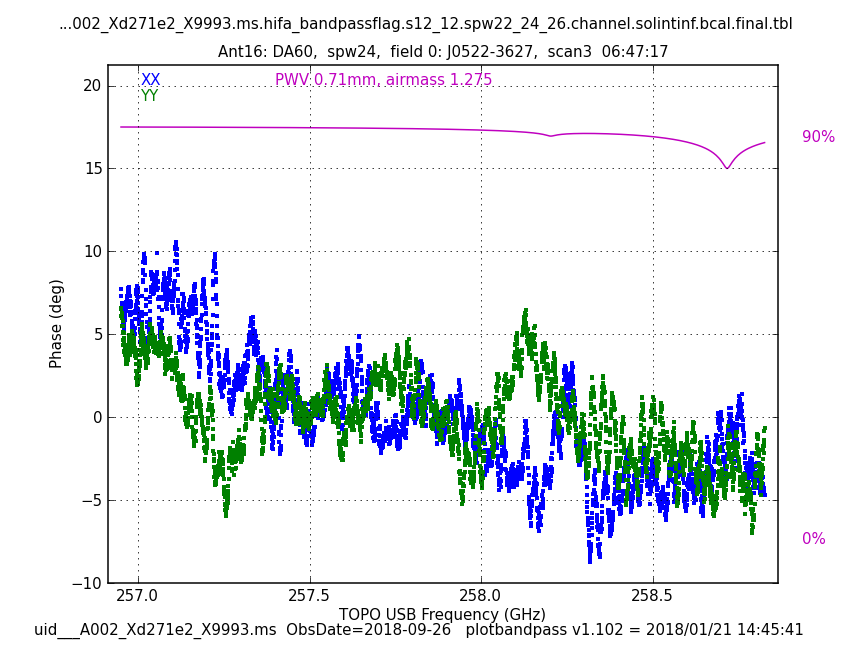 ...002_Xd271e2_X9993.ms.hifa_bandpassflag.s12_12.spw22_24_26.channel.solintinf.bcal.final.tbl
Ant16: DA60, spw24, field 0: J0522-3627, scan3 06:47:17
XX
YY
PWV 0.71mm, airmass 1.275
20
15
10
5
0
−5
−10
Phase (deg)
90%
0%
257.0 257.5 258.0 258.5
TOPO USB Frequency (GHz)
uid___A002_Xd271e2_X9993.ms ObsDate=2018-09-26 plotbandpass v1.102 = 2018/01/21 14:45:41